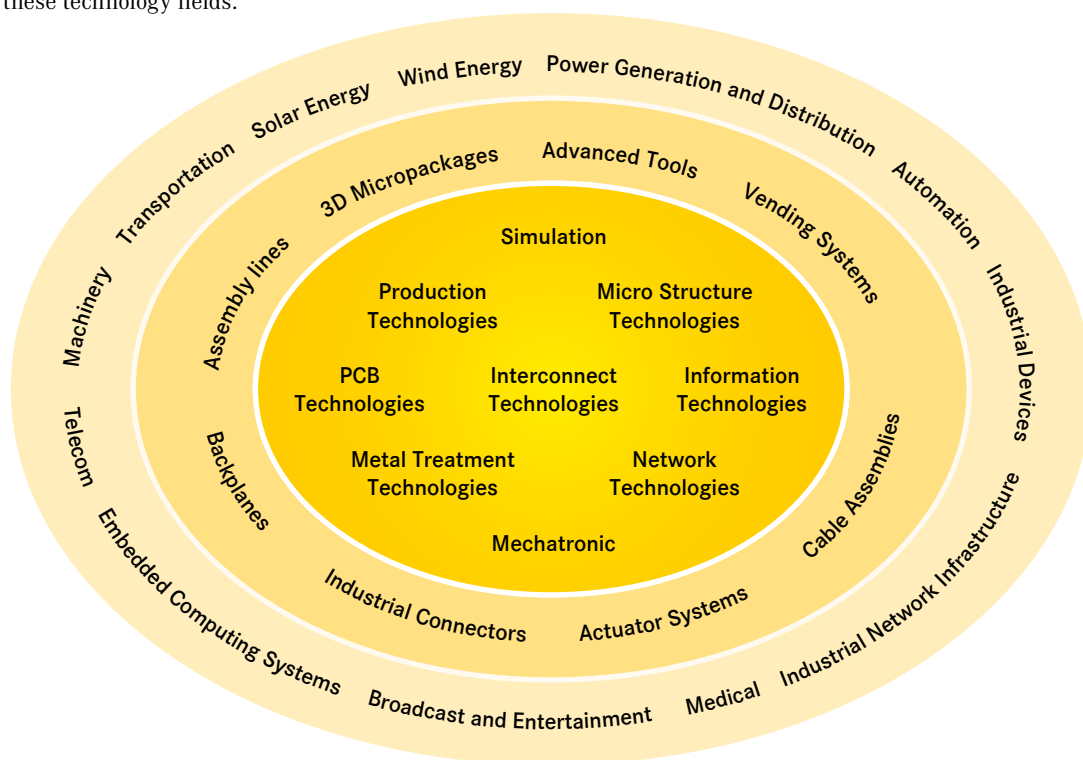 these technology fields.
Wind Energy
Power Generation and Distribution
Solar Energy
Transportation
Automation
Machinery
Industrial Devices
Telecom
Embedded Computing Systems
Broadcast and Entertainment
Medical
Industrial Network Infrastructure
3D Micropackages
Advanced Tools
Vending Systems
Assembly lines
Backplanes
Cable Assemblies
Industrial Connectors
Actuator Systems
Simulation
Production
Technologies
Micro Structure
Technologies
PCB
Technologies
Interconnect
Technologies
Information
Technologies
Metal Treatment
Technologies
Network
Technologies
Mechatronic